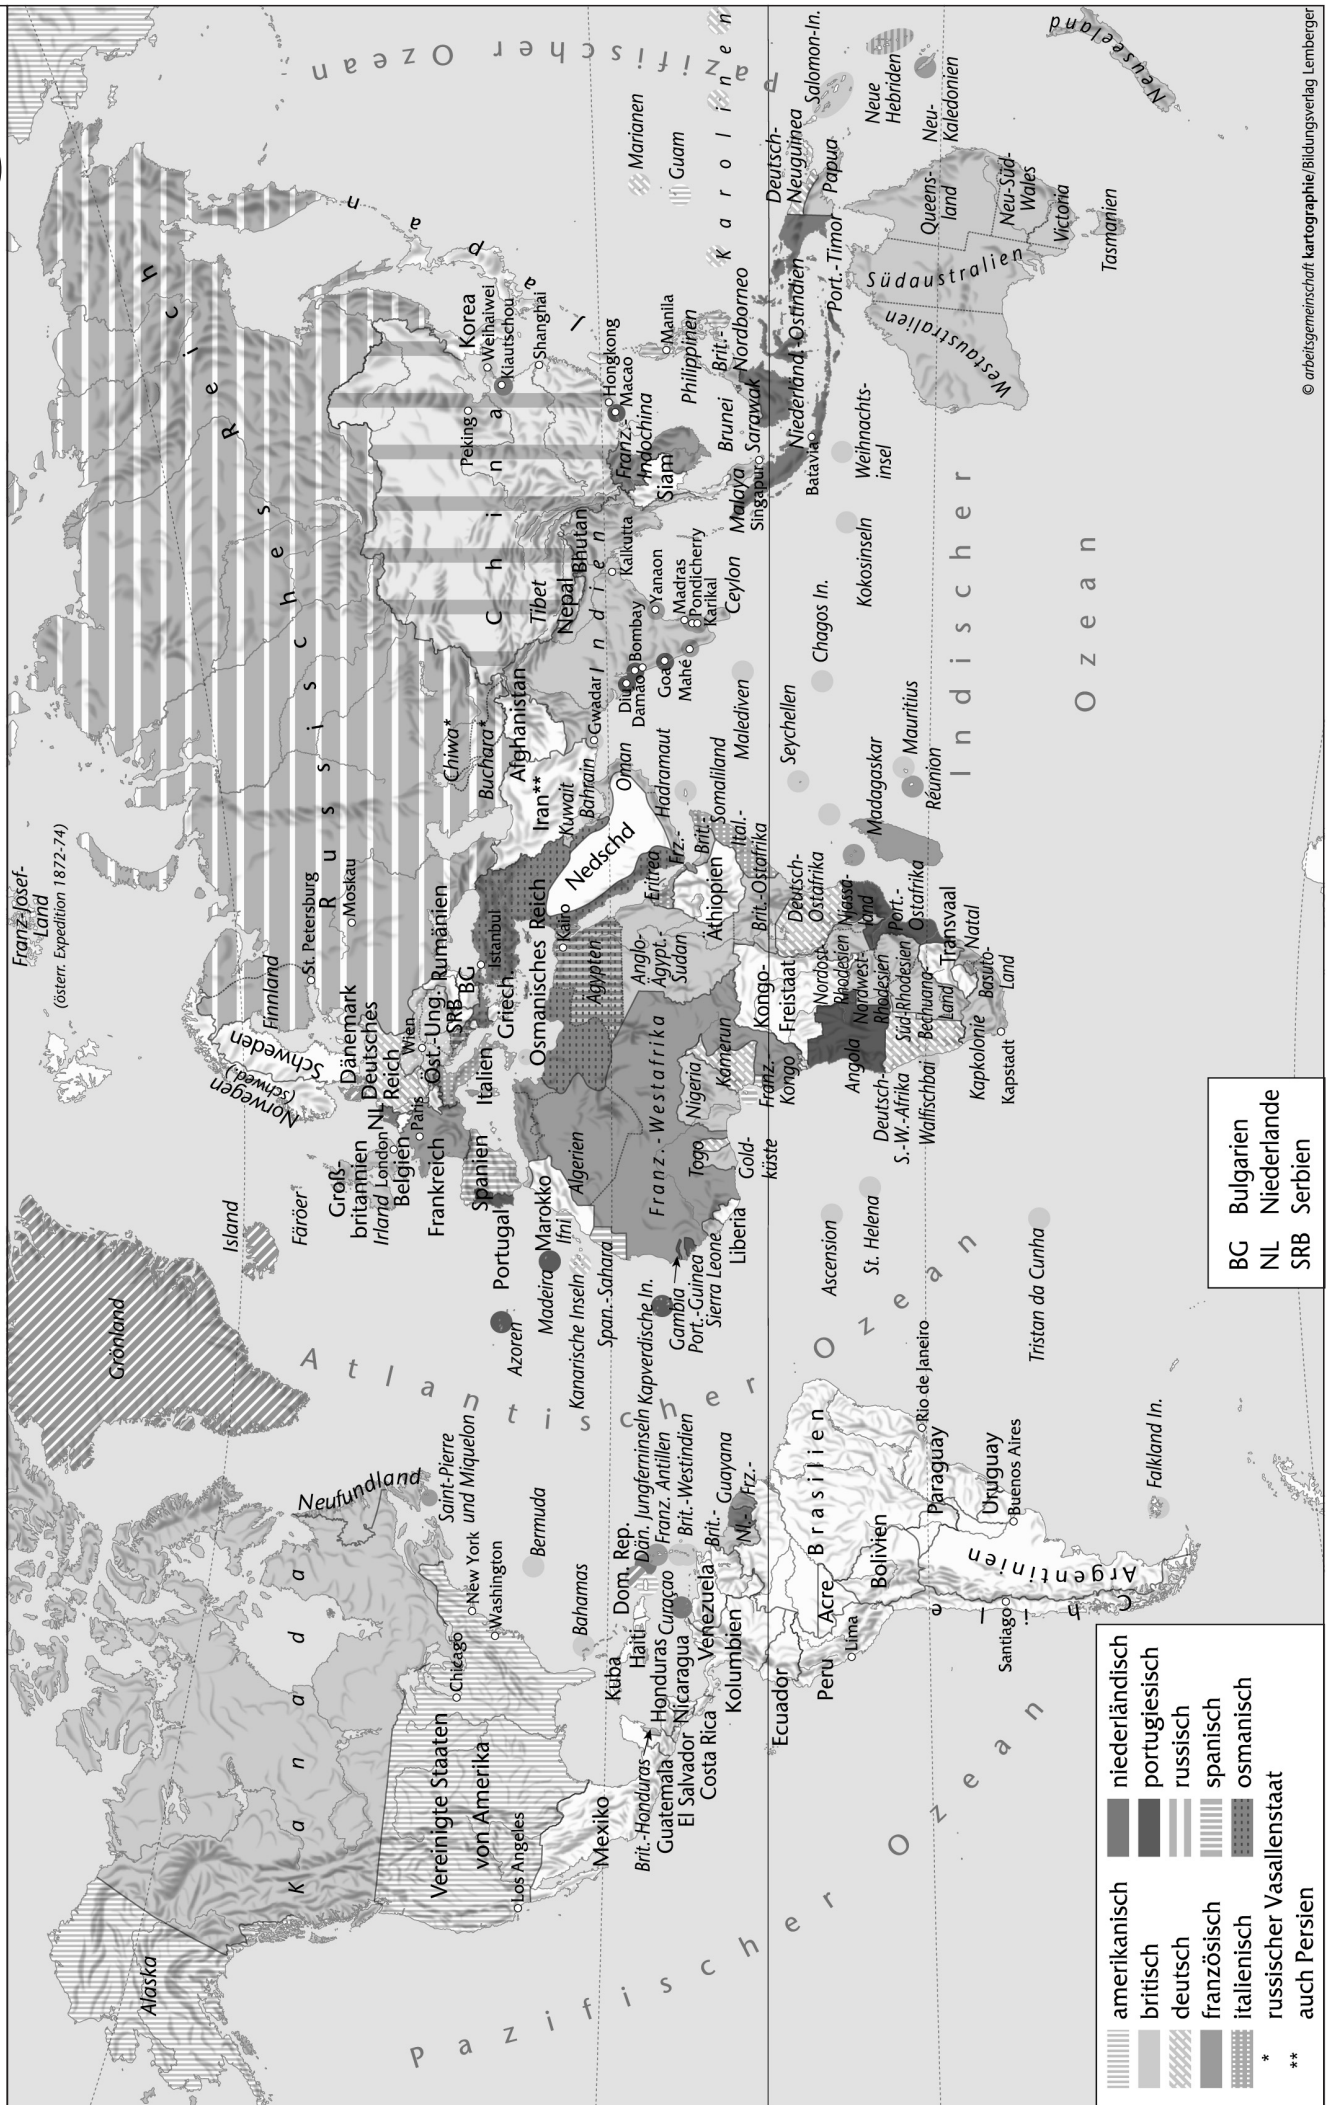 Franz-Josef-
Land
(österr. Expedition 1872-74)
Pazifischer Ozean
Alaska
Kanada
Neufundland
Saint-Pierre
und Miquelon
Grönland
Island
Färöer
Vereinigte Staaten
von Amerika
Los Angeles
Chicago
New York
Washington
Bermuda
Bahamas
Mexiko
Kuba
Haiti
Dom. Rep.
Dän. Jungferninseln
Franz. Antillen
Brit.-Westindien
Curaçao
Brit.-Honduras
Guatemala
El Salvador
Honduras
Nicaragua
Costa Rica
Venezuela
Kolumbien
Brit.-
Nl.-
Frz.-
Guayana
Ecuador
Peru
Lima
Acre
Brasilien
Bolivien
Paraguay
Uruguay
Rio de Janeiro
Buenos Aires
Santiago
Chile
Argentinien
Falkland In.
Atlantischer
Ozean
Azoren
Madeira
Kanarische Inseln
Kapverdische In.
Ascension
St. Helena
Tristan da Cunha
Norwegen
(schwed.)
Schweden
Finnland
Dänemark
Deutsches
Reich
NL
Groß-
britannien
Irland
London
Belgien
Paris
Frankreich
Spanien
Portugal
Italien
Wien
Öst.-Ung.
Rumänien
SRB
BG
Griech.
Istanbul
St. Petersburg
Moskau
Russisches Reich
Chiwa*
Buchara*
Osmanisches Reich
Marokko
Ifni
Algerien
Span.-Sahara
Franz.-Westafrika
Gambia
Port.-Guinea
Sierra Leone
Liberia
Gold-
küste
Togo
Nigeria
Kamerun
Franz.-
Kongo
Kongo-
Freistaat
Kairo
Ägypten
Anglo-
Ägypt.-
Sudan
Eritrea
Frz.-
Brit.-
Somaliland
Ital.-
Äthiopien
Brit.-Ostafrika
Deutsch-
Ostafrika
Njassa-
land
Port.-
Ostafrika
Nordost-
Rhodesien
Nordwest-
Rhodesien
Süd-Rhodesien
Angola
Deutsch-
S.-W.-Afrika
Walfischbai
Bechuana-
Land
Transvaal
Natal
Basuto-
Land
Kapkolonie
Kapstadt
Madagaskar
Réunion
Mauritius
Seychellen
Malediven
Chagos In.
Nedschd
Hadramaut
Oman
Bahrain
Kuwait
Iran**
Afghanistan
Gwadar
Indien
Diu
Damão
Bombay
Goa
Mahé
Yanaon
Madras
Pondicherry
Karikal
Ceylon
Kalkutta
Nepal
Bhutan
Tibet
China
Peking
Korea
Weihaiwei
Kiautschou
Shanghai
Hongkong
Macao
Japan
Franz.-
Indochina
Siam
Malaya
Singapur
Brunei
Sarawak
Brit.-
Nordborneo
Philippinen
Manila
Niederländ.-Ostindien
Batavia
Port.-Timor
Kokosinseln
Weihnachts-
insel
Indischer
Ozean
Pazifischer Ozean
Marianen
Guam
Karolinen
Deutsch-
Neuguinea
Papua
Salomon-In.
Neue
Hebriden
Neu-
Kaledonien
Westaustralien
Südaustralien
Queens-
land
Neu-Süd-
Wales
Victoria
Tasmanien
Neuseeland
amerikanisch
britisch
deutsch
französisch
italienisch
niederländisch
portugiesisch
russisch
spanisch
osmanisch
* russischer Vasallenstaat
** auch Persien
BG Bulgarien
NL Niederlande
SRB Serbien
© arbeitsgemeinschaft kartographie/Bildungsverlag Lemberger